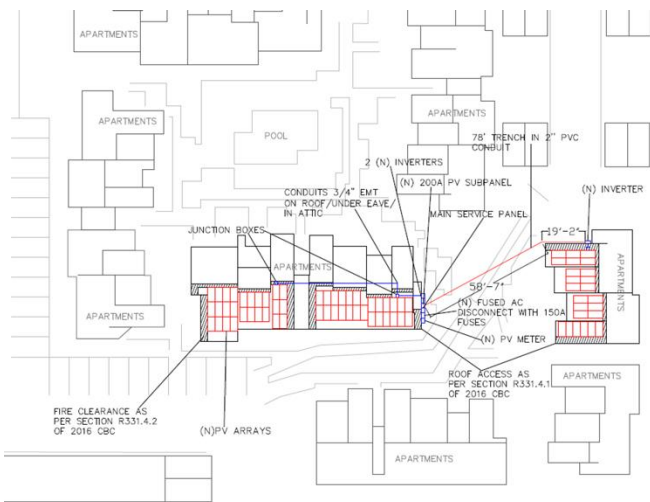 APARTMENTS
APARTMENTS
APARTMENTS
POOL
78' TRENCH IN 2" PVC
CONDUIT
2 (N) INVERTERS
(N) 200A PV SUBPANEL
(N) INVERTER
CONDUITS 3/4" EMT
ON ROOF/UNDER EAVE/
IN ATTIC
MAIN SERVICE PANEL
JUNCTION BOXES
19'-2"
APARTMENTS
APARTMENTS
58'-7"
(N) FUSED AC
DISCONNECT WITH 150A
FUSES
APARTMENTS
(N) PV METER
ROOF ACCESS AS
PER SECTION R331.4.1
OF 2016 CBC
APARTMENTS
FIRE CLEARANCE AS
PER SECTION R331.4.2
OF 2016 CBC
(N)PV ARRAYS
APARTMENTS